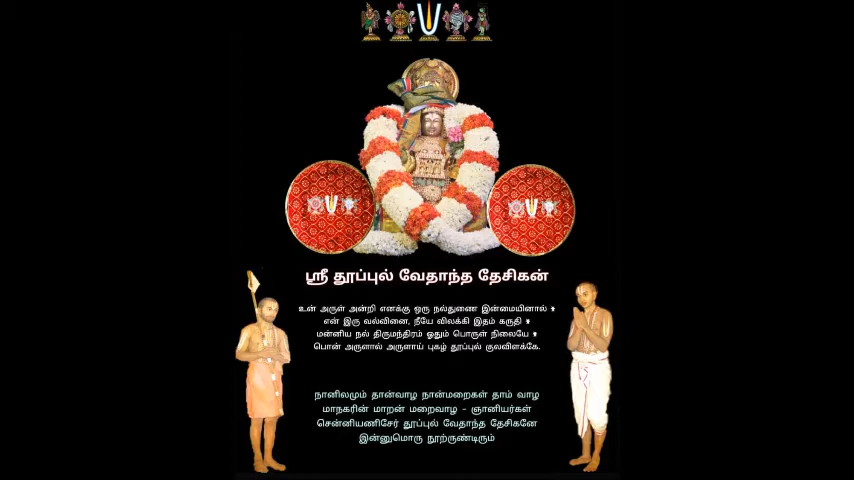 ஸ்ரீ தூப்புல் வேதாந்த தேசிகன்
உன் அருள் அன்றி எனக்கு ஒரு நல்துணை இன்மையினால் *
என் இரு வல்வினை, நீயே விலக்கி இதம் கருதி *
மன்னிய நல் திருமந்திரம் ஓதும் பொருள் நிலையே *
பொன் அருளால் அருளாய் புகழ் தூப்புல் குலவிளக்கே.
நானிலமும் தான்வாழ நான்மறைகள் தாம் வாழ
மாநகரின் மாறன் மறைவாழ - ஞானியர்கள்
சென்னியணிசேர் தூப்புல் வேதாந்த தேசிகனே
இன்னுமொரு நூற்ருண்டிரும்